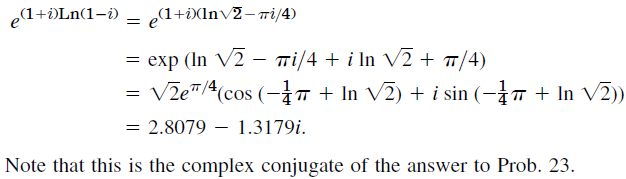 e^{(1+i)Ln(1−i)} = e^{(1+i)(ln√2−πi/4)}
= exp (ln √2 − πi/4 + i ln √2 + π/4)
= √2e^{π/4}(cos (−¼π + ln √2) + i sin (−¼π + ln √2))
= 2.8079 − 1.3179i.
Note that this is the complex conjugate of the answer to Prob. 23.